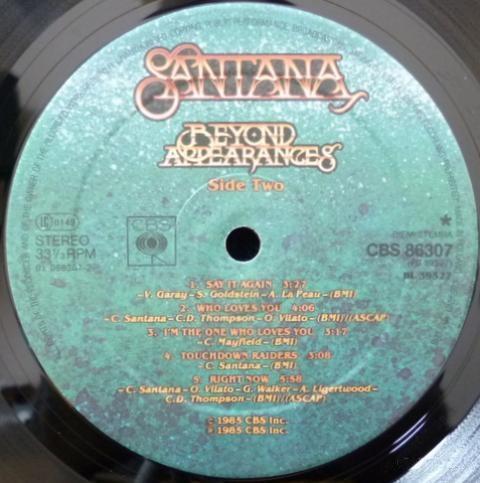 SANTANA
BEYOND
APPEARANCES
Side Two
LC 0149
STEREO
33⅓ RPM
CBS
*
CBS 86307
1. SAY IT AGAIN 3:27
–V. Garay – S. Goldstein – A. La Peau – (BMI)
2. WHO LOVES YOU 4:06
–C. Santana – C.D. Thompson – O. Vilato – (BMI)/(ASCAP)
3. I'M THE ONE WHO LOVES YOU 3:17
–C. Mayfield – (BMI)
4. TOUCHDOWN RAIDERS 3:08
–C. Santana – (BMI)
5. RIGHT NOW 5:58
–C. Santana – O. Vilato – G. Walker – A. Ligertwood–
C.D. Thompson – (BMI)/(ASCAP)
℗ 1985 CBS Inc.
© 1985 CBS Inc.